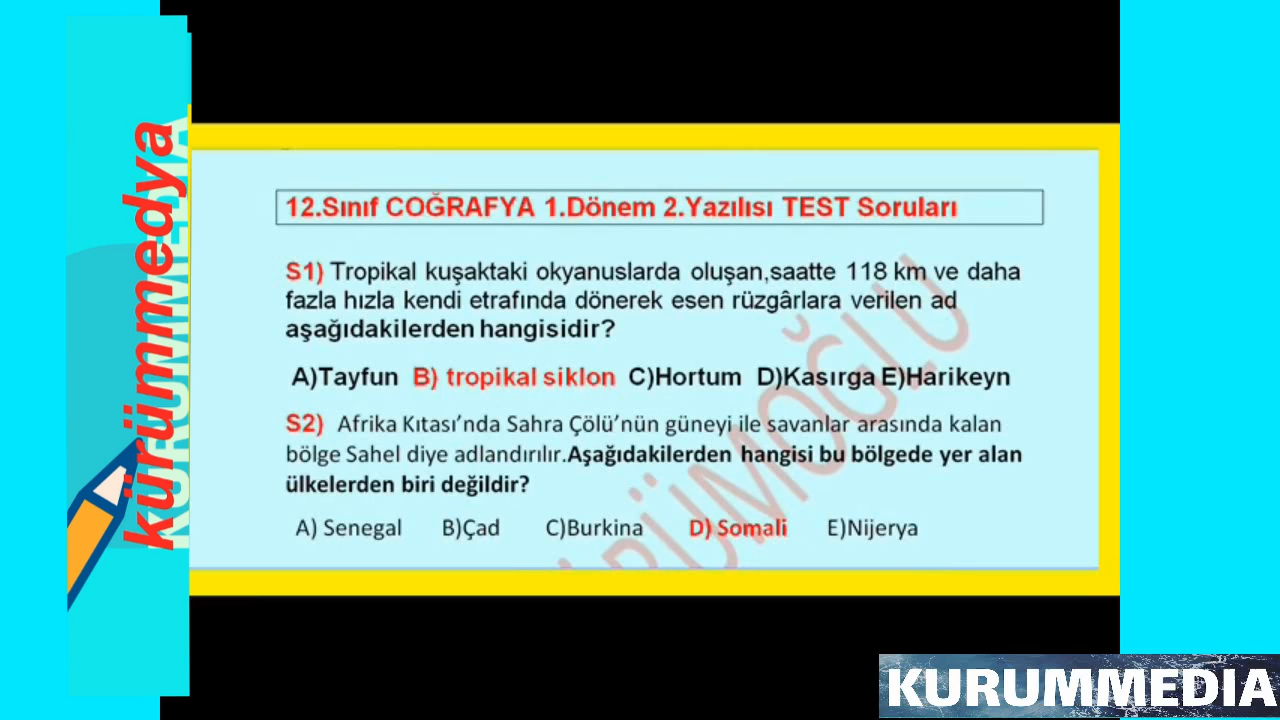 kürümmedya
KURUMMEDIA
12.Sınıf COĞRAFYA 1.Dönem 2.Yazılısı TEST Soruları
S1) Tropikal kuşaktaki okyanuslarda oluşan,saatte 118 km ve daha
fazla hızla kendi etrafında dönerek esen rüzgârlara verilen ad
aşağıdakilerden hangisidir?
A)Tayfun B) tropikal siklon C)Hortum D)Kasırga E)Harikeyn
S2) Afrika Kıtası’nda Sahra Çölü’nün güneyi ile savanlar arasında kalan
bölge Sahel diye adlandırılır.Aşağıdakilerden hangisi bu bölgede yer alan
ülkelerden biri değildir?
A) Senegal B)Çad C)Burkina D) Somali E)Nijerya
KURUMMEDIA